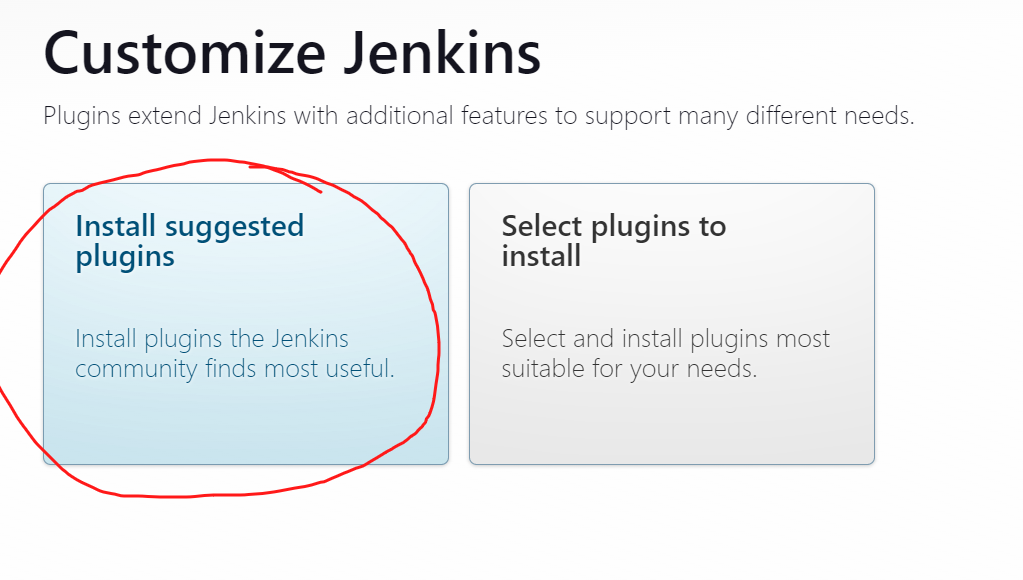 Customize Jenkins
Plugins extend Jenkins with additional features to support many different needs.
Install suggested
plugins
Install plugins the Jenkins
community finds most useful.
Select plugins to
install
Select and install plugins most
suitable for your needs.